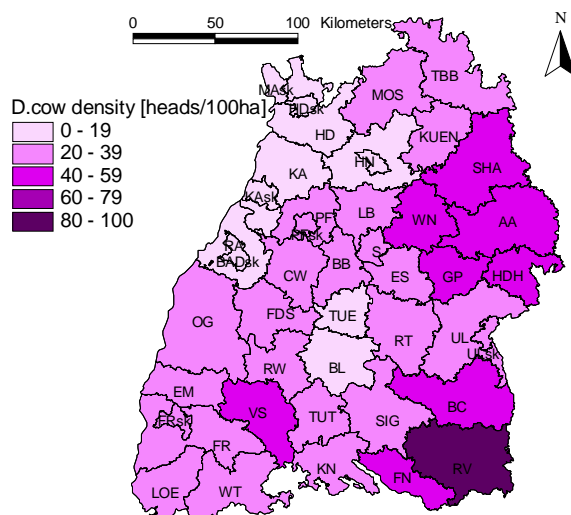 N
0 50 100 Kilometers
D.cow density [heads/100ha]
0 - 19
20 - 39
40 - 59
60 - 79
80 - 100
TBB
MAsk
MOS
HD
KUEN
HN
SHA
KA
KAsk
PF
LB
WN
AA
RA
BADsk
S
CW
BB
ES
GP
HDH
OG
FDS
TUE
RT
UL
ULsk
RW
BL
EM
VS
BC
FRsk
TUT
SIG
FR
KN
FN
RV
LOE
WT